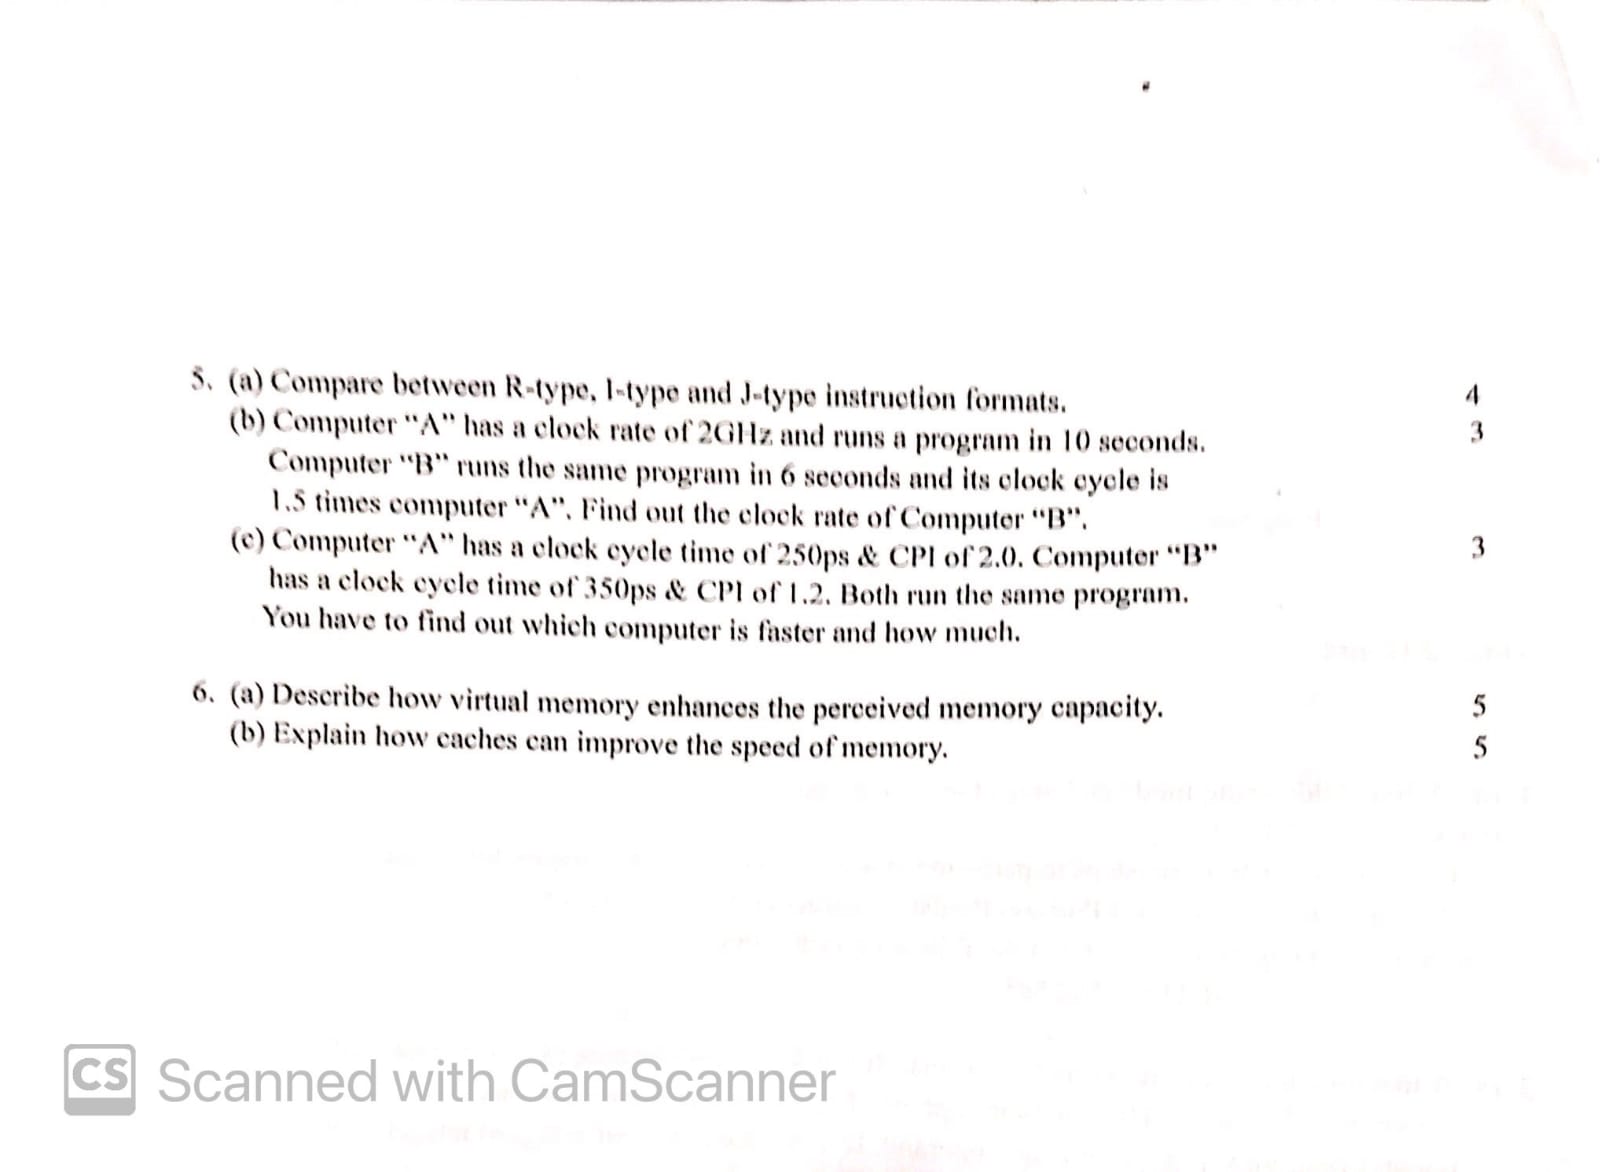 5. (a) Compare between R-type, I-type and J-type instruction formats. 4
(b) Computer "A" has a clock rate of 2GHz and runs a program in 10 seconds. 3
Computer "B" runs the same program in 6 seconds and its clock cycle is
1.5 times computer "A". Find out the clock rate of Computer "B".
(c) Computer "A" has a clock cycle time of 250ps & CPI of 2.0. Computer "B" 3
has a clock cycle time of 350ps & CPI of 1.2. Both run the same program.
You have to find out which computer is faster and how much.
6. (a) Describe how virtual memory enhances the perceived memory capacity. 5
(b) Explain how caches can improve the speed of memory. 5
CS Scanned with CamScanner